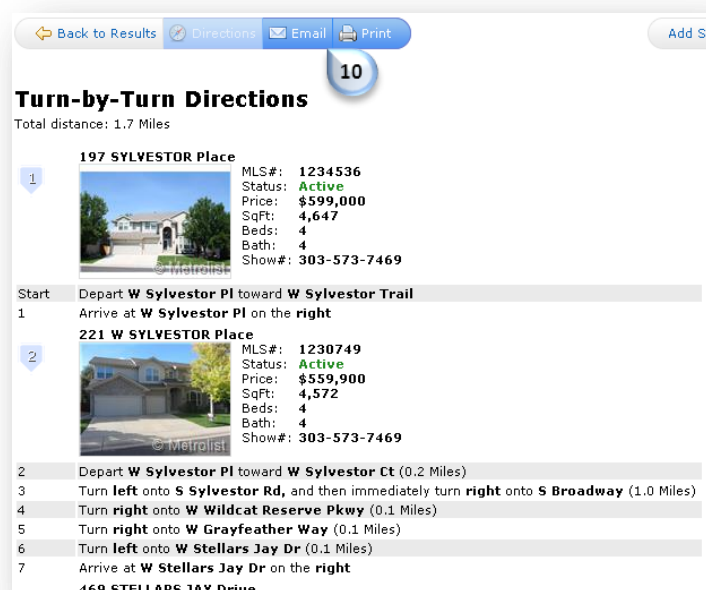 Back to Results Directions Email Print Add S
10
Turn-by-Turn Directions
Total distance: 1.7 Miles
197 SYLVESTOR Place
1
MLS#: 1234536
Status: Active
Price: $599,000
SqFt: 4,647
Beds: 4
Bath: 4
Show#: 303-573-7469
© Metrolist
Start Depart W Sylvestor Pl toward W Sylvestor Trail
1 Arrive at W Sylvestor Pl on the right
221 W SYLVESTOR Place
2
MLS#: 1230749
Status: Active
Price: $559,900
SqFt: 4,572
Beds: 4
Bath: 4
Show#: 303-573-7469
© Metrolist
2 Depart W Sylvestor Pl toward W Sylvestor Ct (0.2 Miles)
3 Turn left onto S Sylvestor Rd, and then immediately turn right onto S Broadway (1.0 Miles)
4 Turn right onto W Wildcat Reserve Pkwy (0.1 Miles)
5 Turn right onto W Grayfeather Way (0.1 Miles)
6 Turn left onto W Stellars Jay Dr (0.1 Miles)
7 Arrive at W Stellars Jay Dr on the right
469 STELLARS JAY Drive